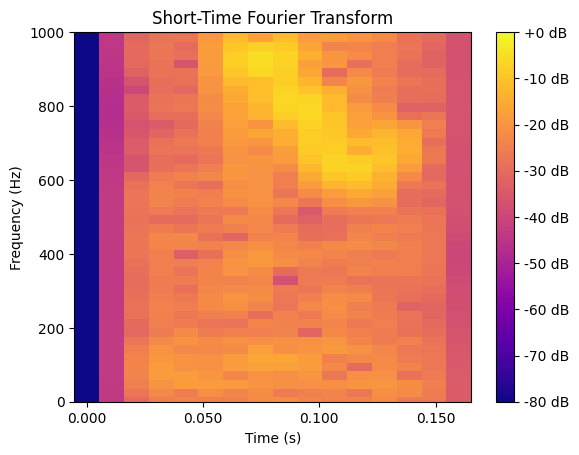 Short-Time Fourier Transform
Frequency (Hz)
1000
800
600
400
200
0
0.000
0.050
0.100
0.150
Time (s)
+0 dB
-10 dB
-20 dB
-30 dB
-40 dB
-50 dB
-60 dB
-70 dB
-80 dB